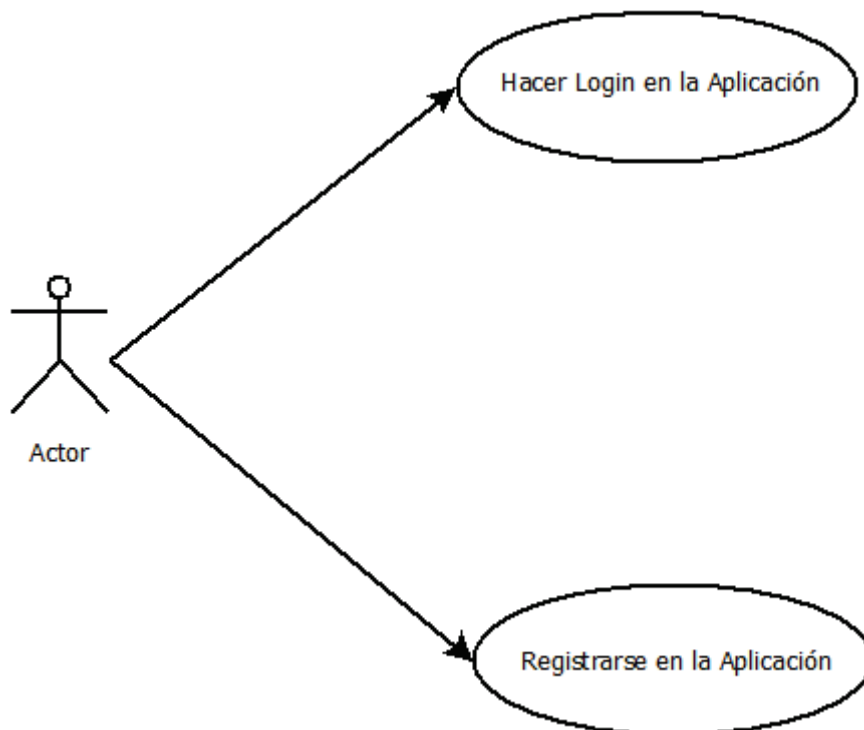 Hacer Login en la Aplicación
Actor
Registrarse en la Aplicación